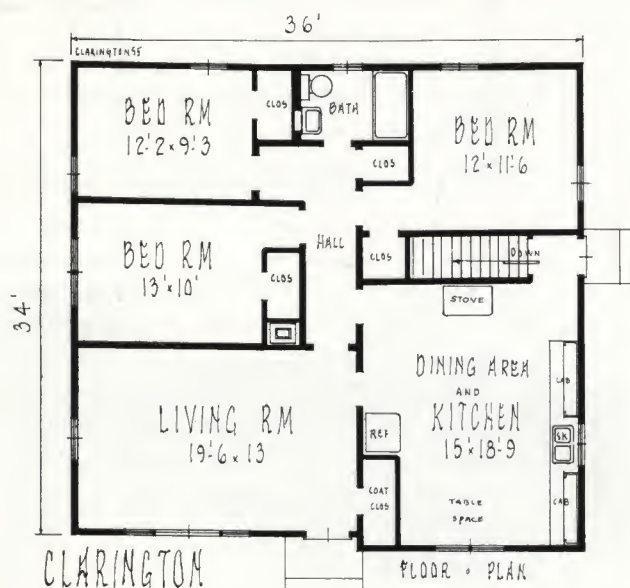 36'
CLARINGTON 55
BED RM
12'-2 x 9'-3
CLOS
BATH
BED RM
12' x 11'-6
CLOS
HALL
BED RM
13' x 10'
CLOS
CLOS
DOWN
34'
STOVE
DINING AREA
AND
KITCHEN
15' x 18'-9
CAB
LIVING RM
19'-6 x 13
REF
SK
COAT
CLOS
TABLE
SPACE
CAB
CLARINGTON
FLOOR • PLAN